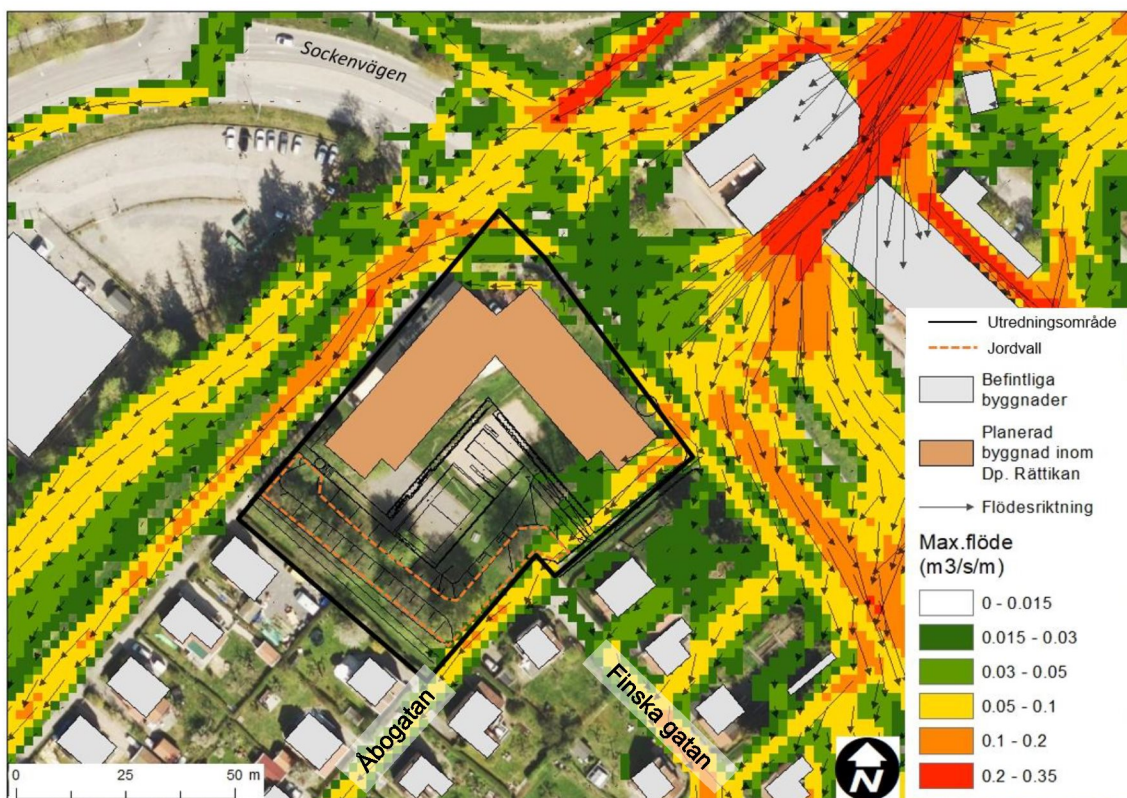 Sockenvägen
Utredningsområde
Jordvall
Befintliga
byggnader
Planerad
byggnad inom
Dp. Rättikan
Flödesriktning
Max.flöde
(m3/s/m)
0 - 0.015
0.015 - 0.03
0.03 - 0.05
0.05 - 0.1
0.1 - 0.2
0.2 - 0.35
Åbogatan
Finska gatan
0 25 50 m
N